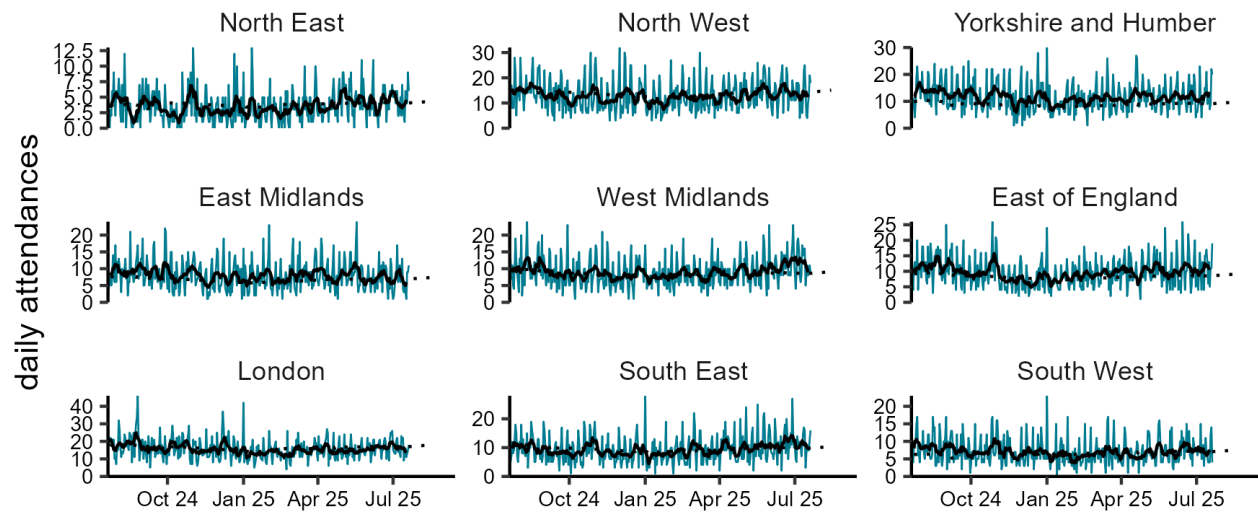 North East North West Yorkshire and Humber
12.5 30 30
10.0 20 20
7.5 10 10
5.0 0 0
2.5
0.0
East Midlands West Midlands East of England
20 20 25
15 15 20
10 10 15
5 5 10
0 0 5
0
London South East South West
40 20 20
30 10 15
20 0 10
10 5
0 0
Oct 24 Jan 25 Apr 25 Jul 25 Oct 24 Jan 25 Apr 25 Jul 25 Oct 24 Jan 25 Apr 25 Jul 25
daily attendances